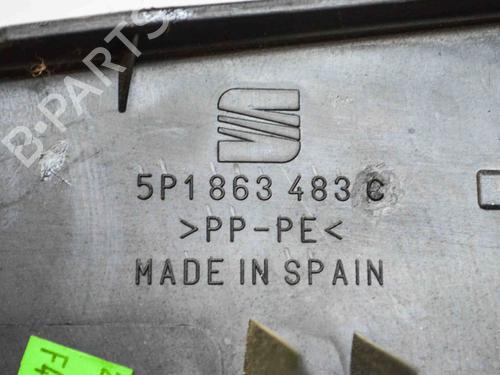 B-PARTS
5P1 863 483 C
>PP-PE<
MADE IN SPAIN